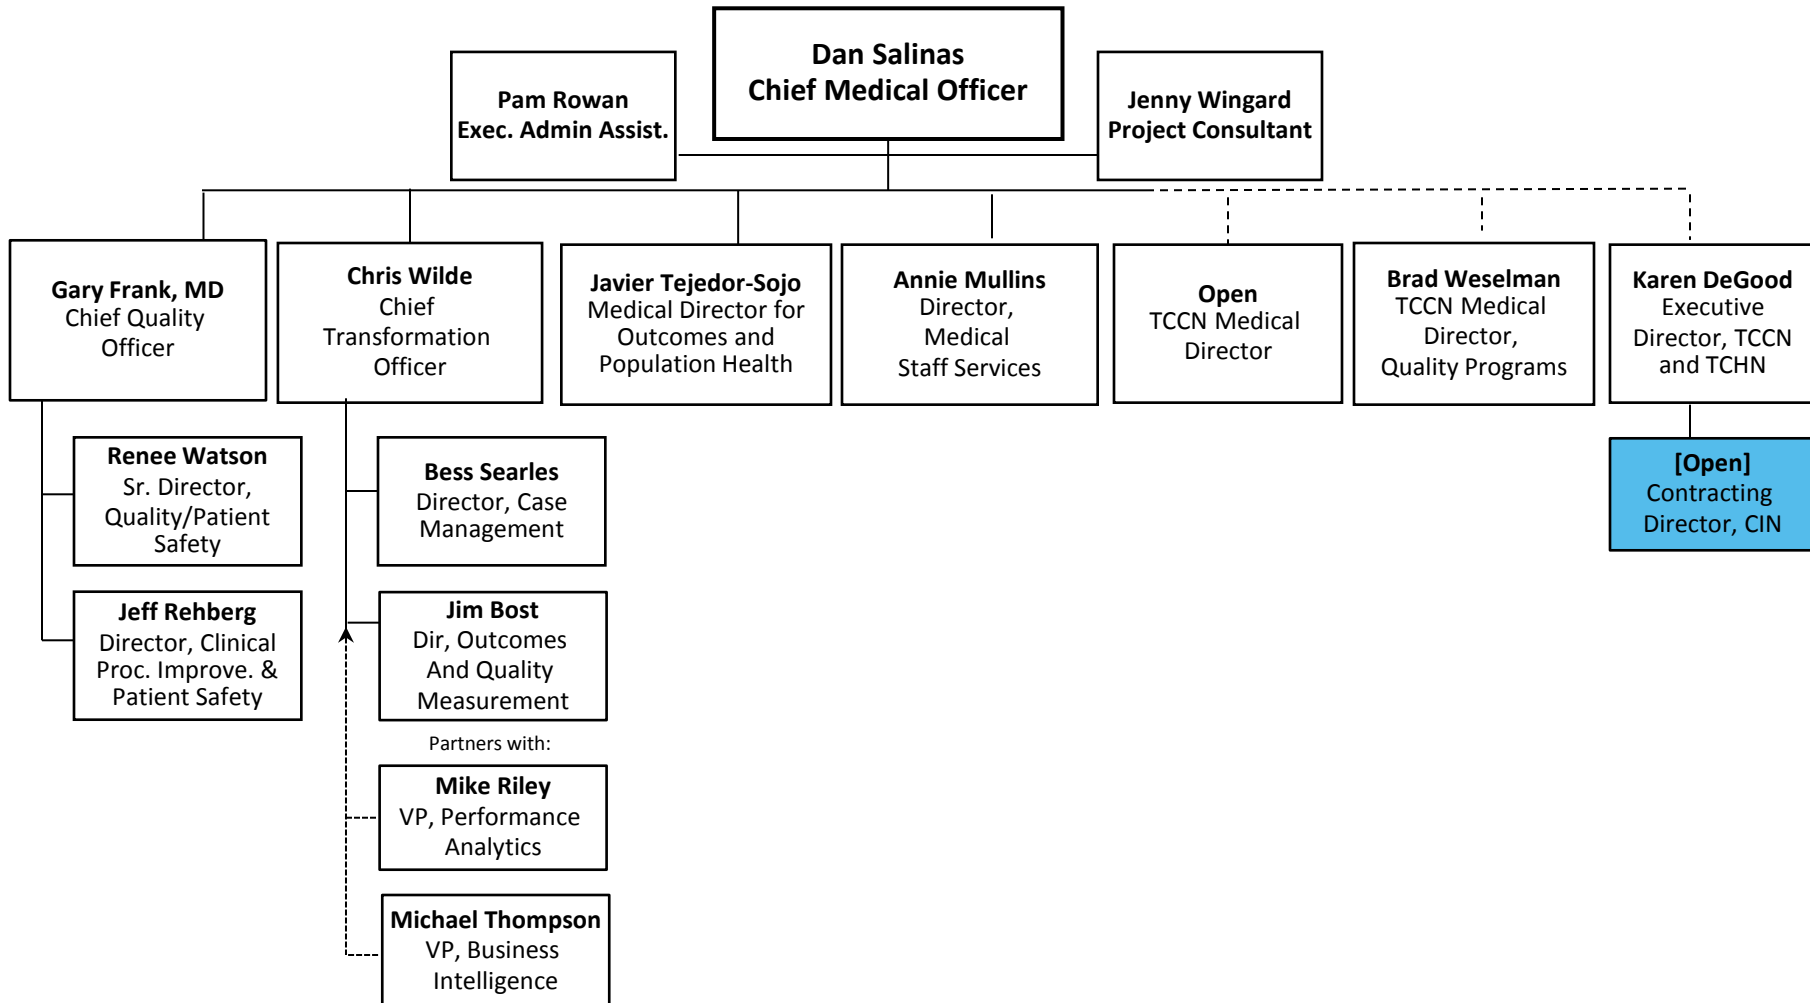 Dan Salinas
Chief Medical Officer
Pam Rowan
Exec. Admin Assist.
Jenny Wingard
Project Consultant
Gary Frank, MD
Chief Quality
Officer
Chris Wilde
Chief
Transformation
Officer
Javier Tejedor-Sojo
Medical Director for
Outcomes and
Population Health
Annie Mullins
Director,
Medical
Staff Services
Open
TCCN Medical
Director
Brad Weselman
TCCN Medical
Director,
Quality Programs
Karen DeGood
Executive
Director, TCCN
and TCHN
Renee Watson
Sr. Director,
Quality/Patient
Safety
Jeff Rehberg
Director, Clinical
Proc. Improve. &
Patient Safety
Bess Searles
Director, Case
Management
Jim Bost
Dir, Outcomes
And Quality
Measurement
Partners with:
Mike Riley
VP, Performance
Analytics
Michael Thompson
VP, Business
Intelligence
[Open]
Contracting
Director, CIN